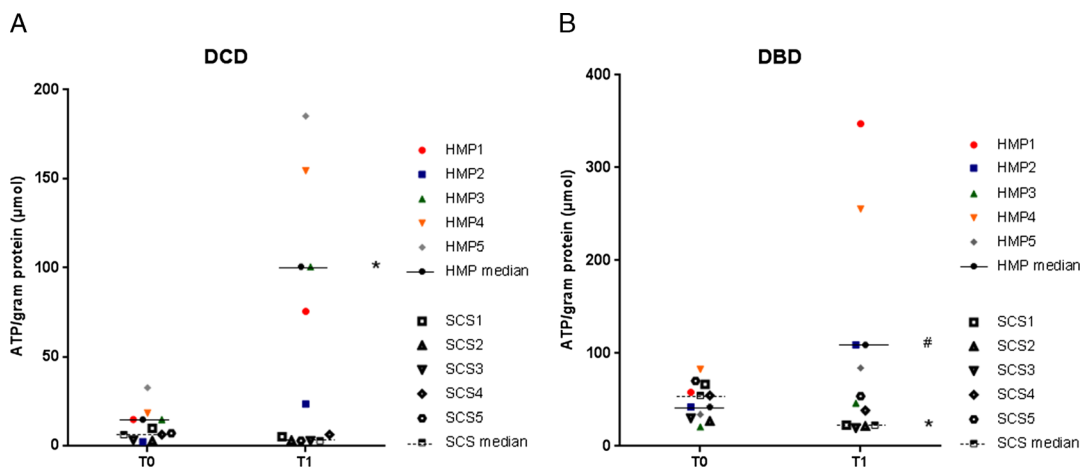 A
DCD
ATP/gram protein (µmol)
200
150
100
50
0
T0
T1
*
HMP1
HMP2
HMP3
HMP4
HMP5
HMP median
SCS1
SCS2
SCS3
SCS4
SCS5
SCS median
B
DBD
ATP/gram protein (µmol)
400
300
200
100
0
T0
T1
#
*
HMP1
HMP2
HMP3
HMP4
HMP5
HMP median
SCS1
SCS2
SCS3
SCS4
SCS5
SCS median